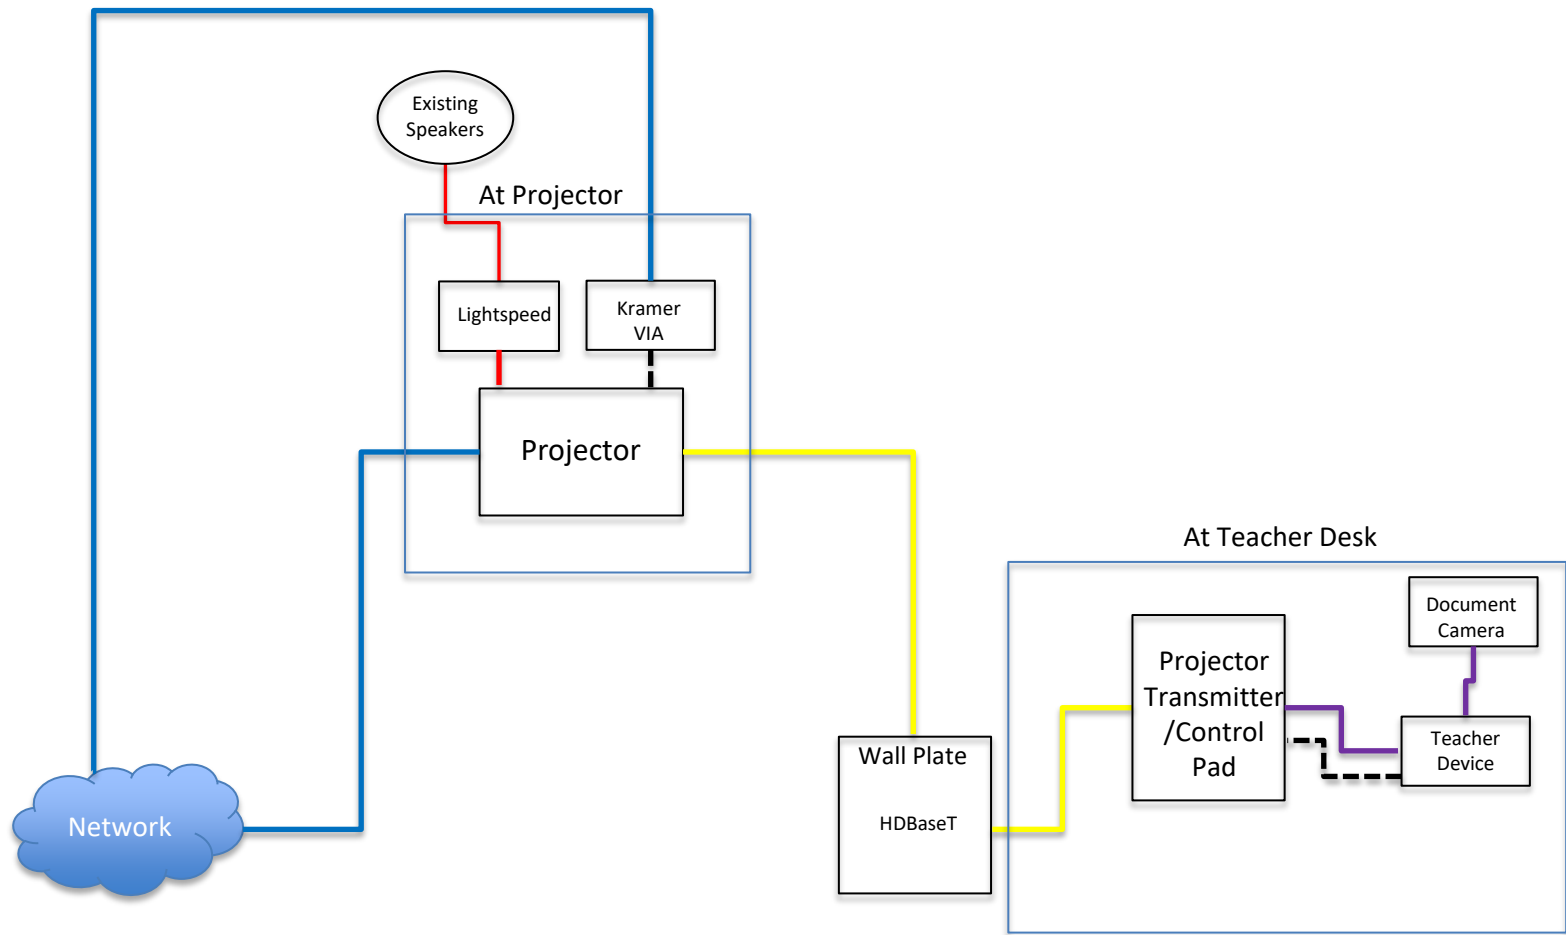 Existing
Speakers
At Projector
Lightspeed
Kramer
VIA
Projector
At Teacher Desk
Document
Camera
Projector
Transmitter
/Control
Pad
Teacher
Device
Wall Plate
HDBaseT
Network